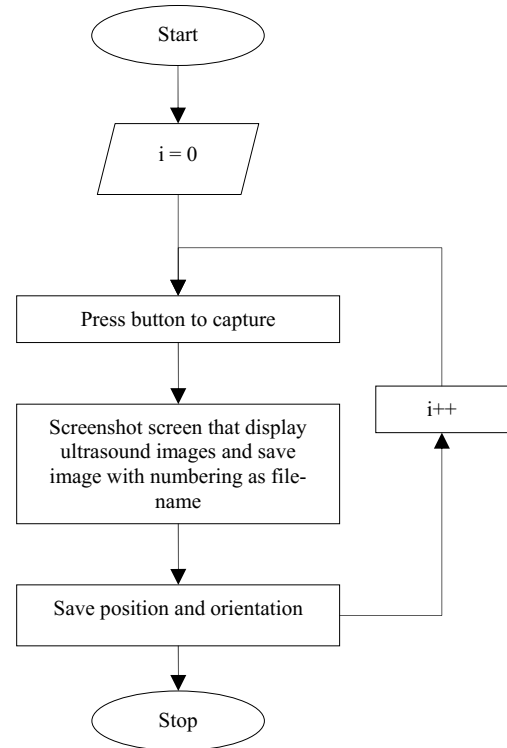 Start
i = 0
Press button to capture
Screenshot screen that display
ultrasound images and save
image with numbering as file-
name
i++
Save position and orientation
Stop